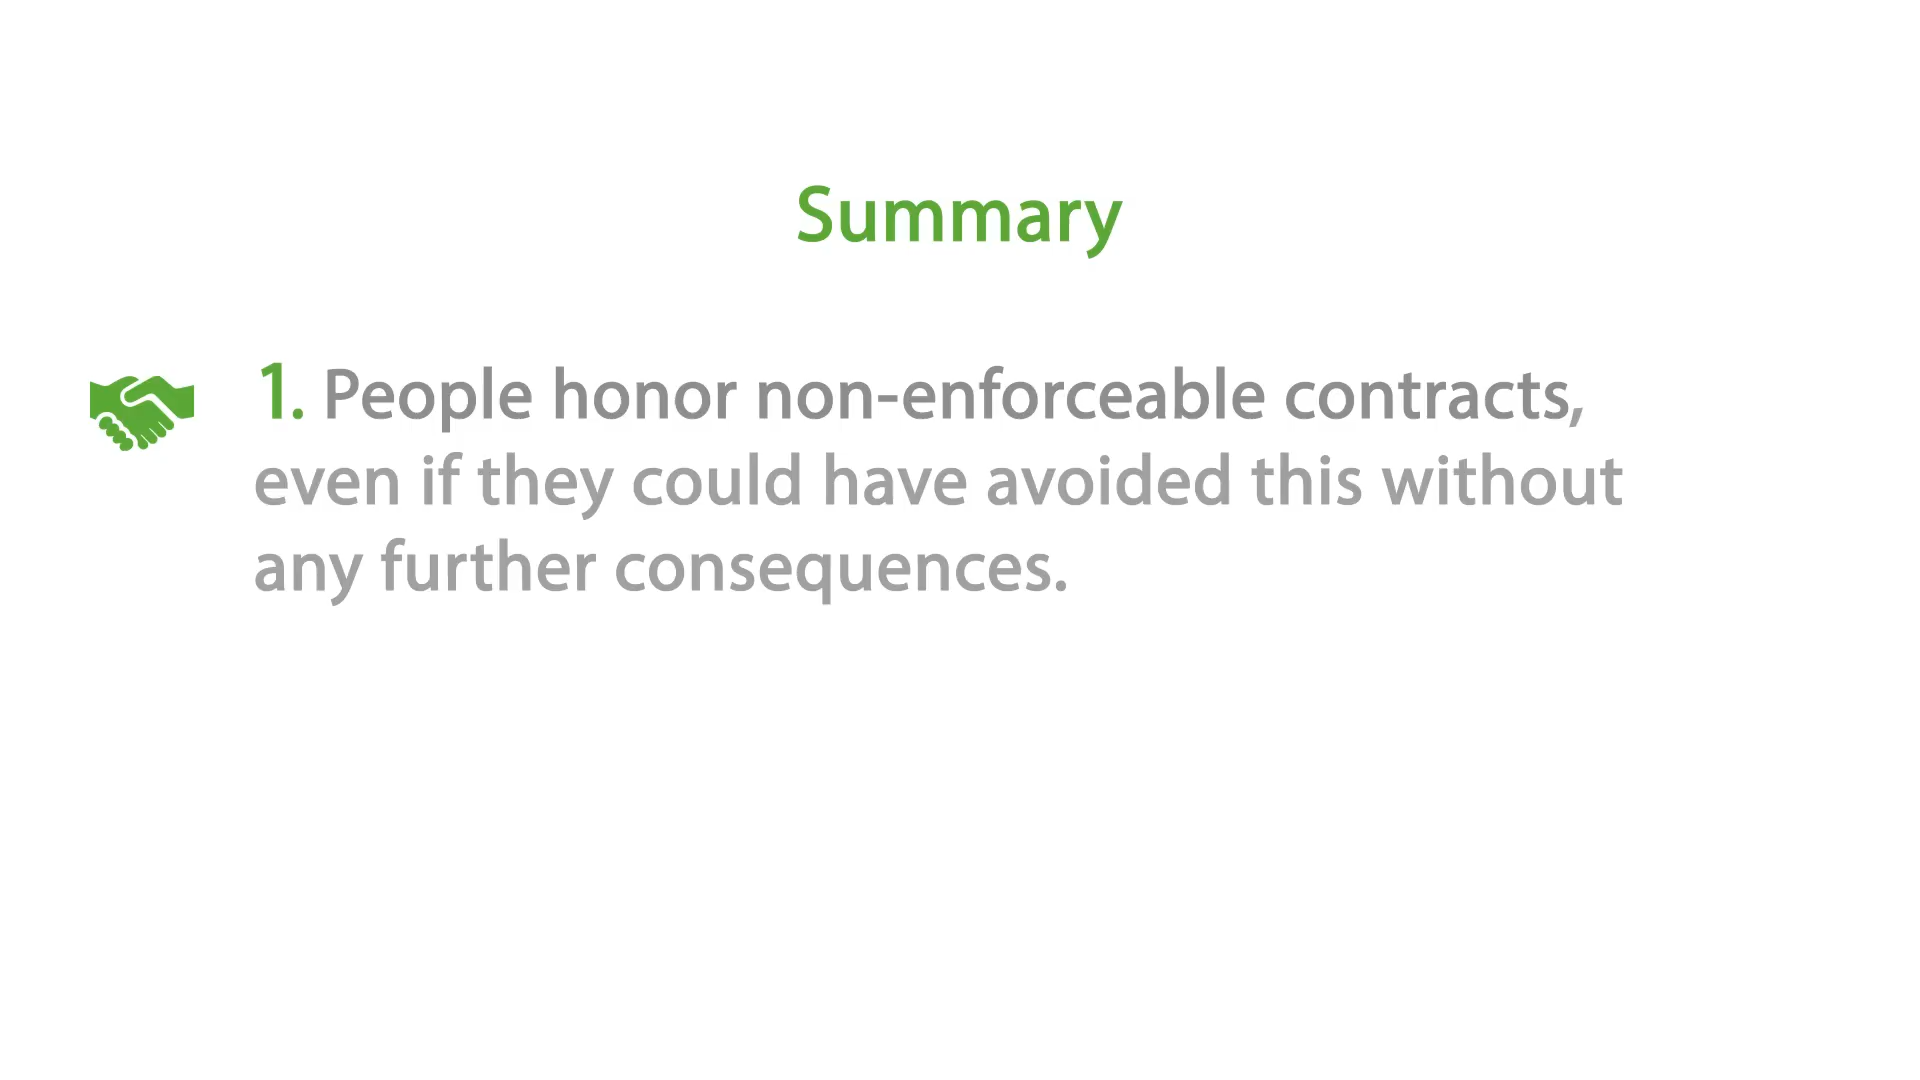 Summary
1. People honor non-enforceable contracts,
even if they could have avoided this without
any further consequences.